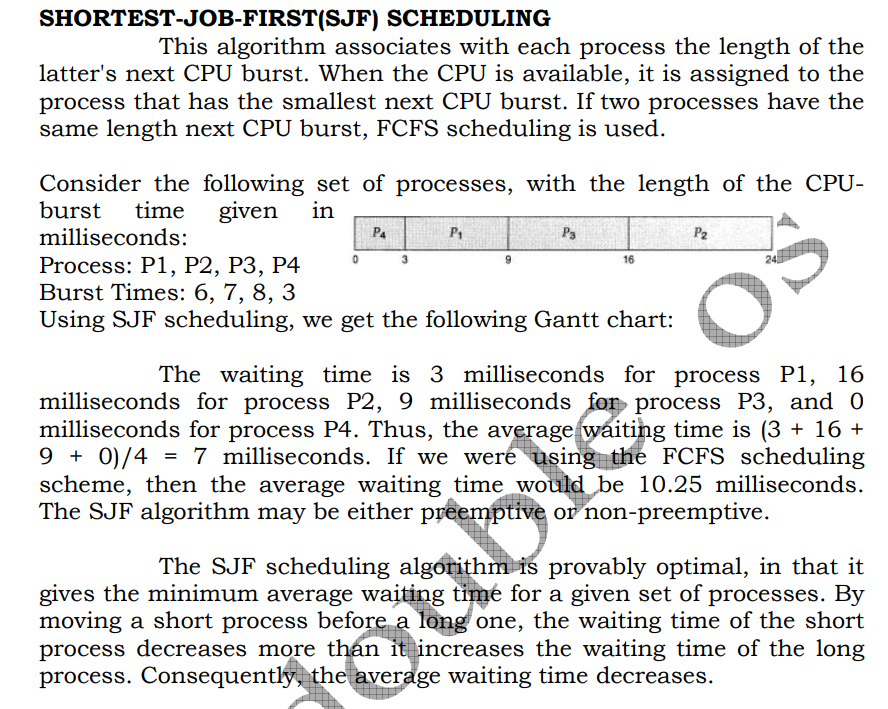 SHORTEST-JOB-FIRST(SJF) SCHEDULING
This algorithm associates with each process the length of the
latter's next CPU burst. When the CPU is available, it is assigned to the
process that has the smallest next CPU burst. If two processes have the
same length next CPU burst, FCFS scheduling is used.
Consider the following set of processes, with the length of the CPU-
burst time given in
milliseconds:
Process: P1, P2, P3, P4
Burst Times: 6, 7, 8, 3
P4 P1 P3 P2
0 3 9 16 24
Using SJF scheduling, we get the following Gantt chart:
The waiting time is 3 milliseconds for process P1, 16
milliseconds for process P2, 9 milliseconds for process P3, and 0
milliseconds for process P4. Thus, the average waiting time is (3 + 16 +
9 + 0)/4 = 7 milliseconds. If we were using the FCFS scheduling
scheme, then the average waiting time would be 10.25 milliseconds.
The SJF algorithm may be either preemptive or non-preemptive.
The SJF scheduling algorithm is provably optimal, in that it
gives the minimum average waiting time for a given set of processes. By
moving a short process before a long one, the waiting time of the short
process decreases more than it increases the waiting time of the long
process. Consequently, the average waiting time decreases.
double
os